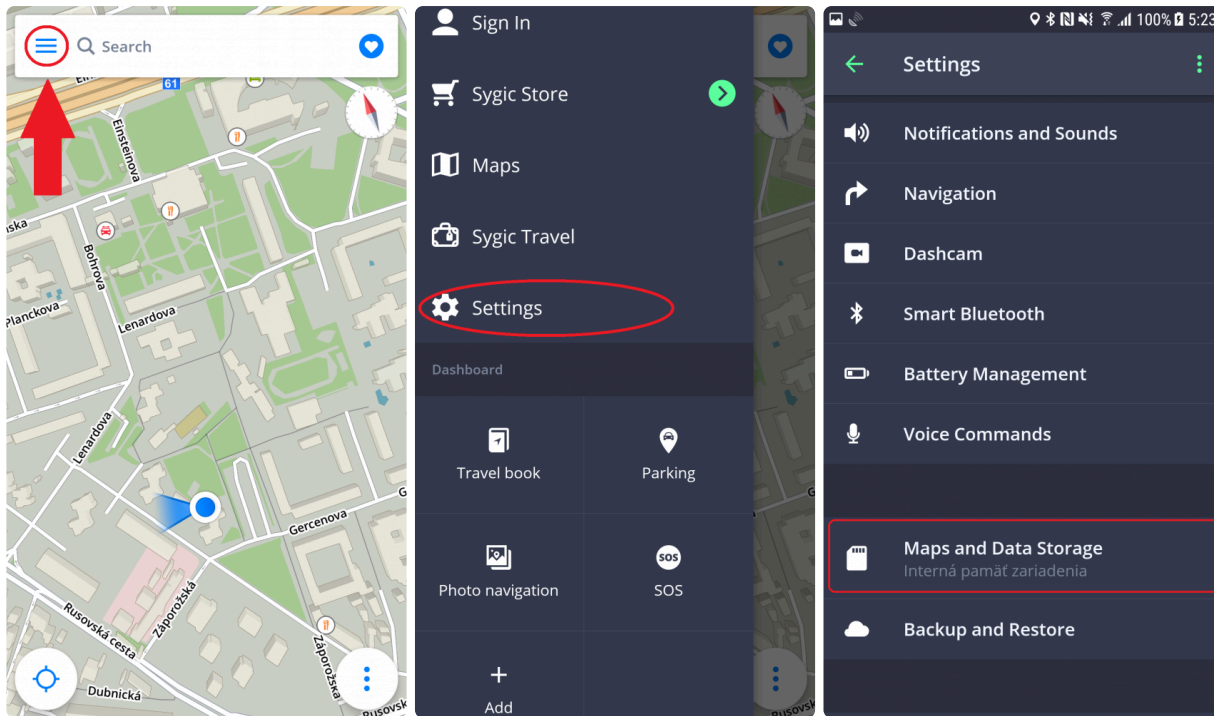 Search
61
Einsteinova
Bohrova
Planckova
Lenardova
Lenardova
Gercenova
Záporožská
Rusovská cesta
Záporožská
Dubnická
Sign In
Sygic Store
Maps
Sygic Travel
Settings
Dashboard
Travel book
Parking
Photo navigation
SOS
SOS
Add
100% 5:23
Settings
Notifications and Sounds
Navigation
Dashcam
Smart Bluetooth
Battery Management
Voice Commands
Maps and Data Storage
Interná pamäť zariadenia
Backup and Restore